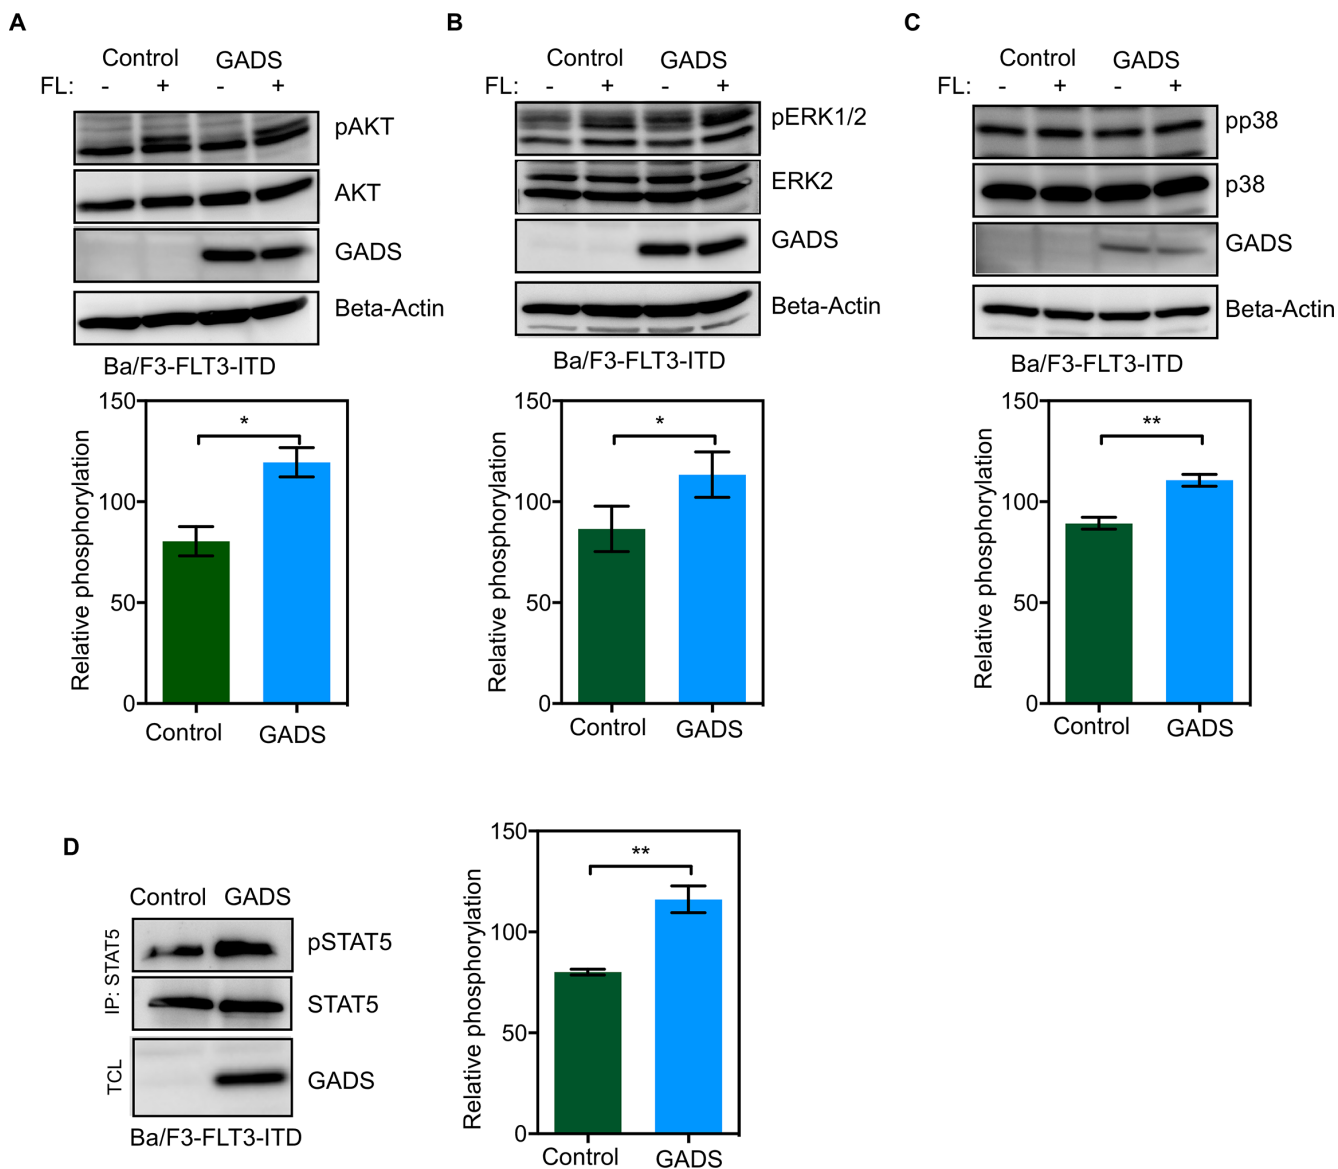 A
Control GADS
FL: - + - +
pAKT
AKT
GADS
Beta-Actin
Ba/F3-FLT3-ITD
150
100
50
0
Relative phosphorylation
*
Control GADS
B
Control GADS
FL: - + - +
pERK1/2
ERK2
GADS
Beta-Actin
Ba/F3-FLT3-ITD
150
100
50
0
Relative phosphorylation
*
Control GADS
C
Control GADS
FL: - + - +
pp38
p38
GADS
Beta-Actin
Ba/F3-FLT3-ITD
150
100
50
0
Relative phosphorylation
**
Control GADS
D
Control GADS
IP: STAT5
pSTAT5
STAT5
TCL
GADS
Ba/F3-FLT3-ITD
150
100
50
0
Relative phosphorylation
**
Control GADS